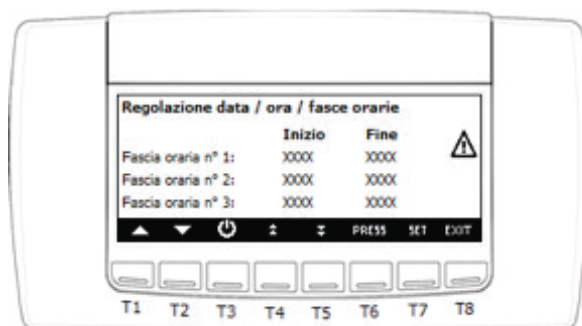 Regolazione data / ora / fasce orarie
Inizio Fine
Fascia oraria n° 1: XXXX XXXX
Fascia oraria n° 2: XXXX XXXX
Fascia oraria n° 3: XXXX XXXX
PRESS SET EXIT
T1 T2 T3 T4 T5 T6 T7 T8